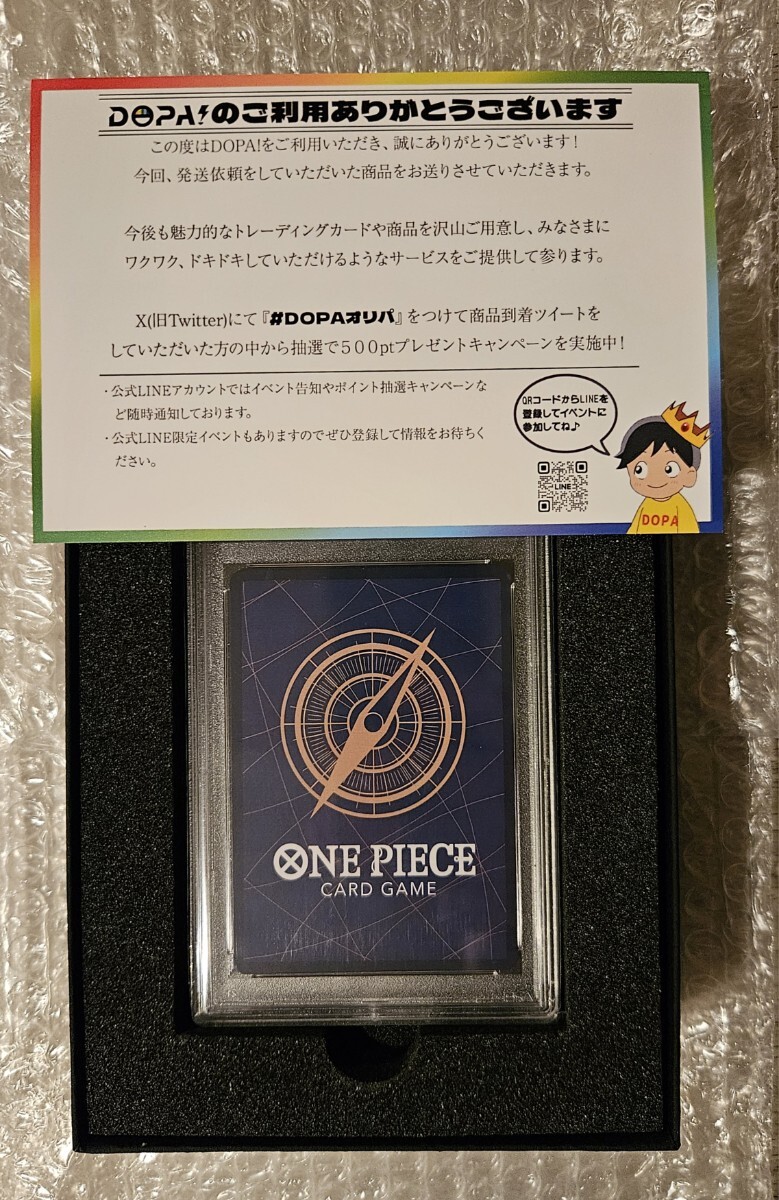 DOPA!のご利用ありがとうございます
この度はDOPA!をご利用いただき、誠にありがとうございます!
今回、発送依頼をしていただいた商品をお送りさせていただきます。
今後も魅力的なトレーディングカードや商品を沢山ご用意し、みなさまに
ワクワク、ドキドキしていただけるようなサービスをご提供して参ります。
X(旧Twitter)にて『#DOPAオリパ』をつけて商品到着ツイートを
していただいた方の中から抽選で500ptプレゼントキャンペーンを実施中!
・公式LINEアカウントではイベント告知やポイント抽選キャンペーンな
ど随時通知しております。
・公式LINE限定イベントもありますのでぜひ登録して情報をお待ちく
ださい。
QRコードからLINEを
登録してイベントに
参加してね♪
LINE
DOPA
ONE PIECE
CARD GAME